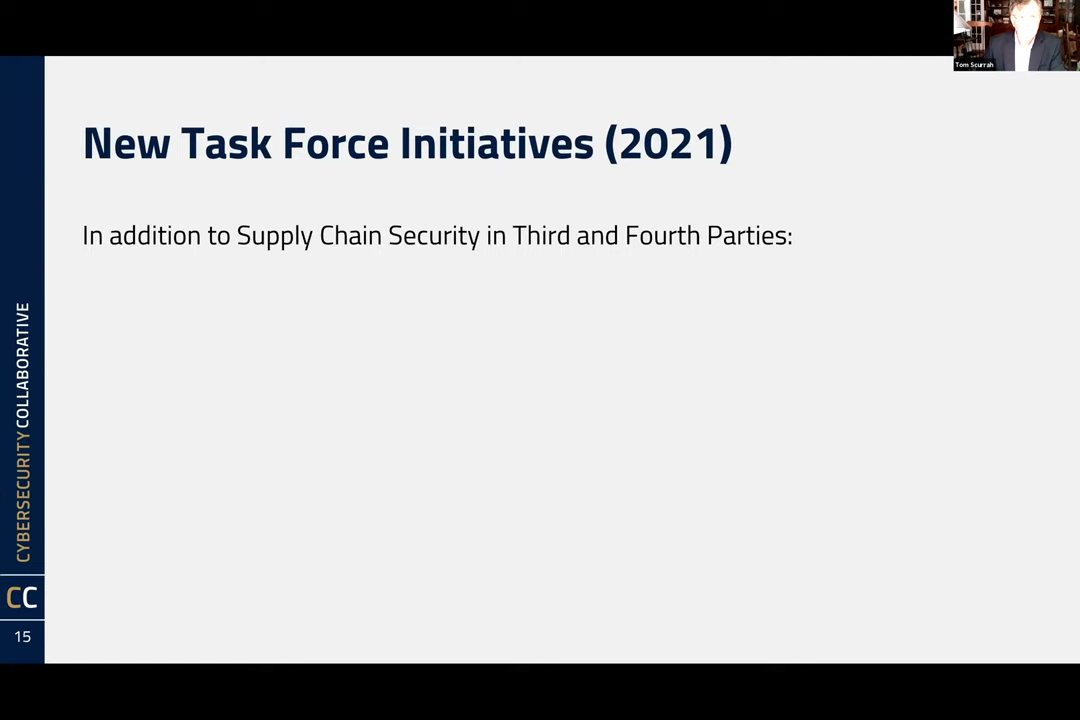 Tom Scurrah
New Task Force Initiatives (2021)
In addition to Supply Chain Security in Third and Fourth Parties:
CYBERSECURITY COLLABORATIVE
CC
15